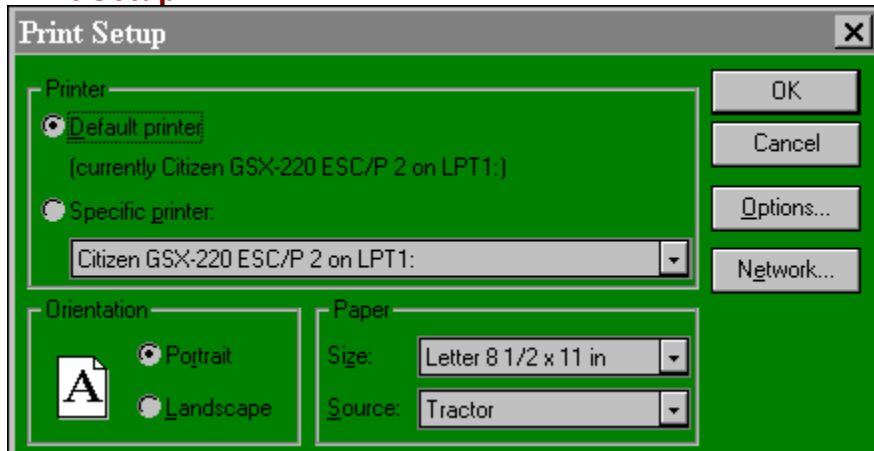 Print Setup
Printer
Default printer
(currently Citizen GSX-220 ESC/P 2 on LPT1:)
Specific printer:
Citizen GSX-220 ESC/P 2 on LPT1:
OK
Cancel
Options...
Network...
Orientation
A
Portrait
Landscape
Paper
Size: Letter 8 1/2 x 11 in
Source: Tractor